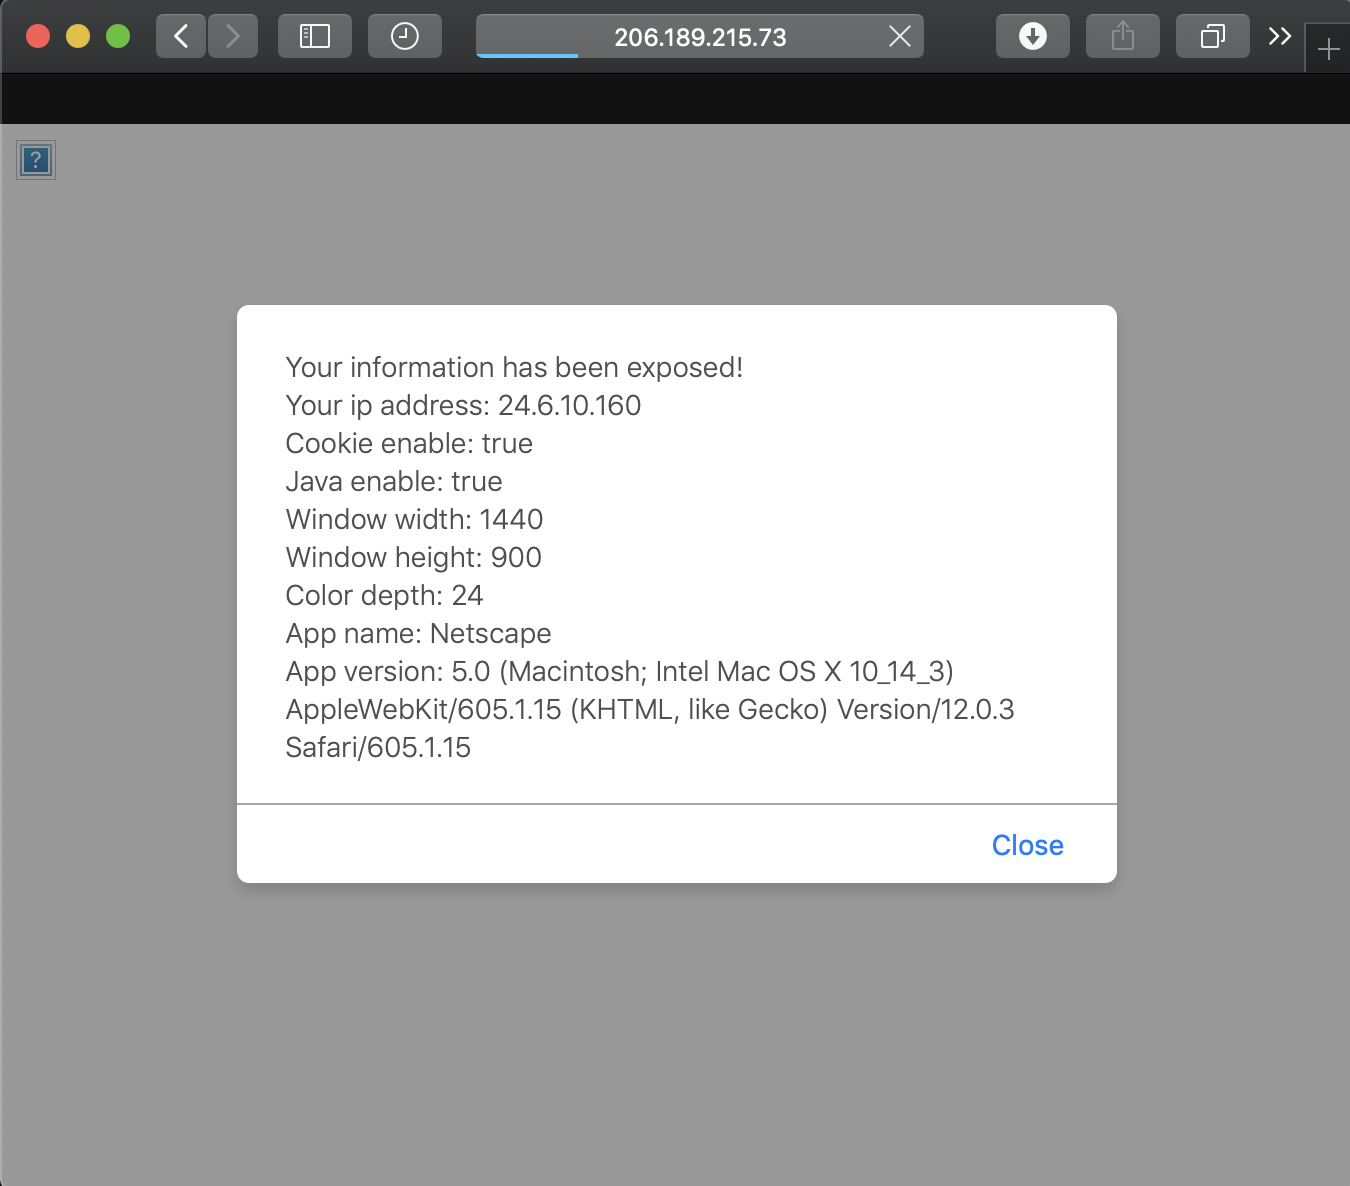 206.189.215.73
?
Your information has been exposed!
Your ip address: 24.6.10.160
Cookie enable: true
Java enable: true
Window width: 1440
Window height: 900
Color depth: 24
App name: Netscape
App version: 5.0 (Macintosh; Intel Mac OS X 10_14_3)
AppleWebKit/605.1.15 (KHTML, like Gecko) Version/12.0.3
Safari/605.1.15
Close